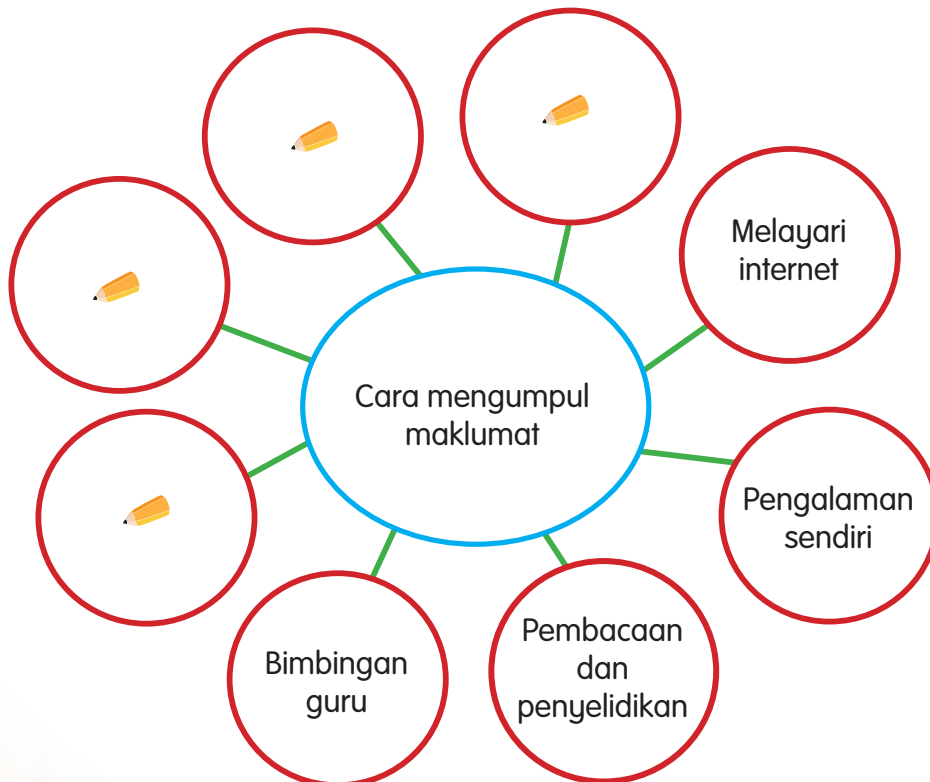 Melayari
internet
Cara mengumpul
maklumat
Pengalaman
sendiri
Pembacaan
dan
penyelidikan
Bimbingan
guru